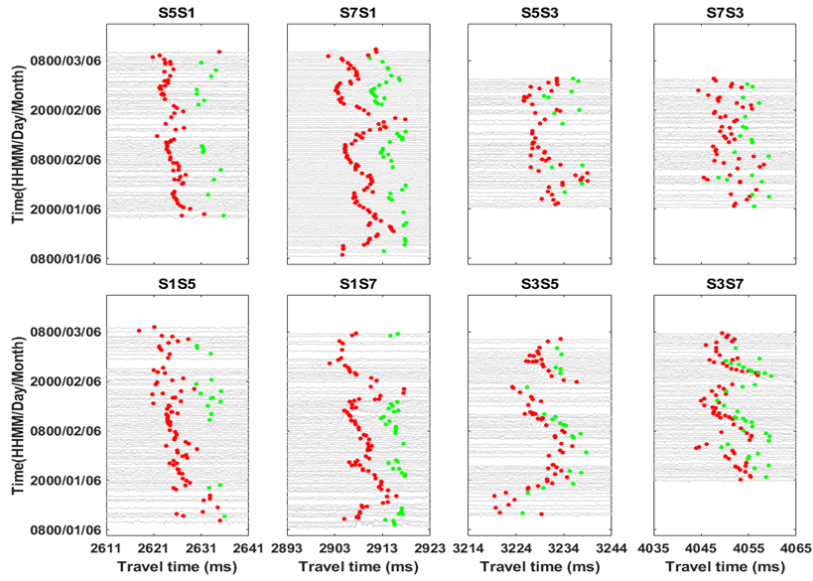 S5S1 S7S1 S5S3 S7S3
Time(HHMM/Day/Month)
0800/03/06
2000/02/06
0800/02/06
2000/01/06
0800/01/06
S1S5 S1S7 S3S5 S3S7
Time(HHMM/Day/Month)
0800/03/06
2000/02/06
0800/02/06
2000/01/06
0800/01/06
2611 2621 2631 2641 2893 2903 2913 2923 3214 3224 3234 3244 4035 4045 4055 4065
Travel time (ms) Travel time (ms) Travel time (ms) Travel time (ms)